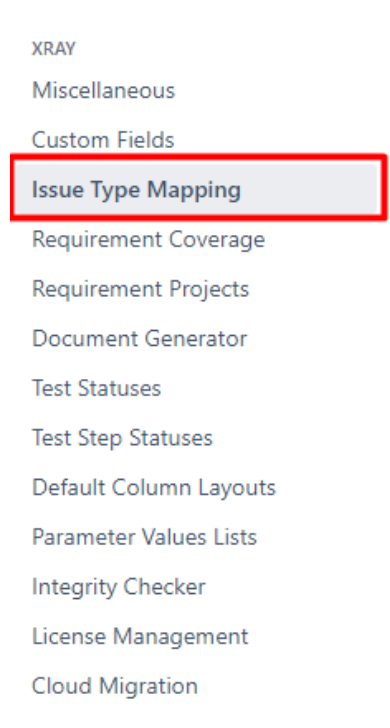 XRAY
Miscellaneous
Custom Fields
Issue Type Mapping
Requirement Coverage
Requirement Projects
Document Generator
Test Statuses
Test Step Statuses
Default Column Layouts
Parameter Values Lists
Integrity Checker
License Management
Cloud Migration